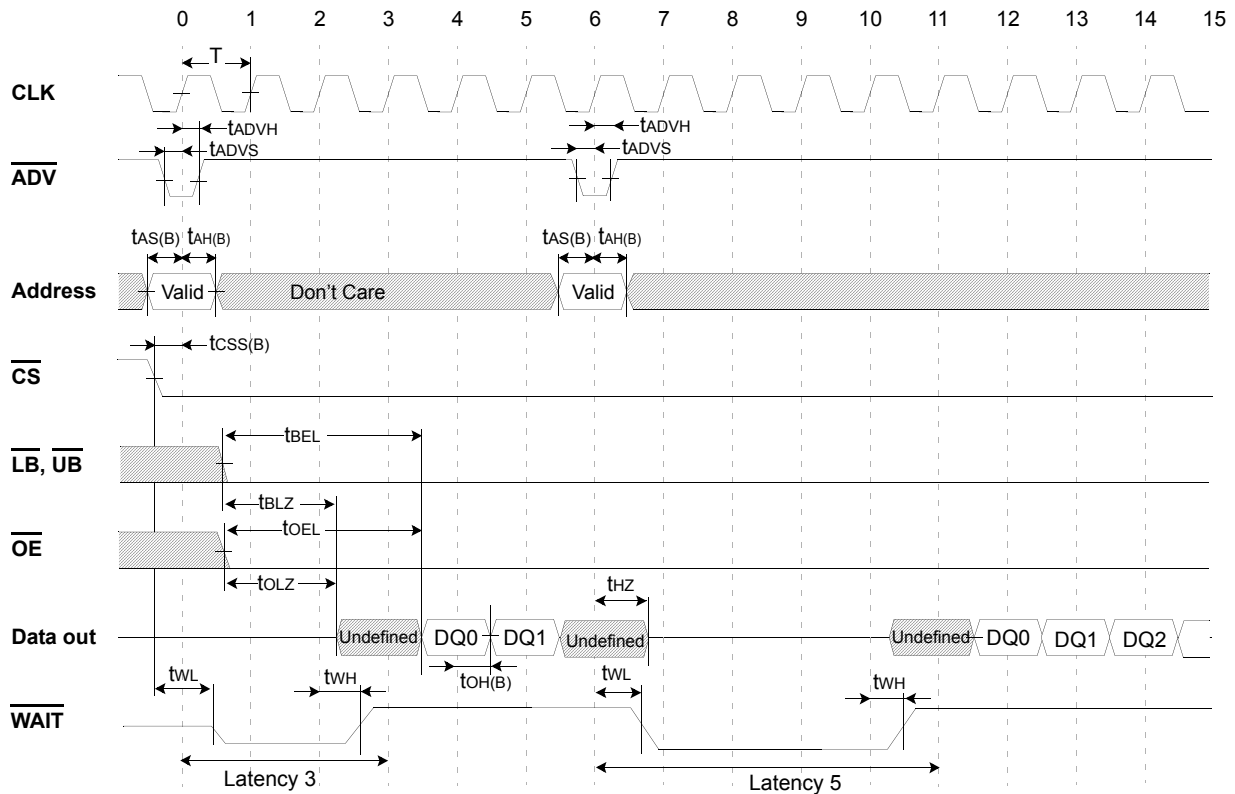 0 1 2 3 4 5 6 7 8 9 10 11 12 13 14 15
T
CLK
tADVH
tADVH
tADVS
tADVS
ADV
tAS(B) tAH(B) tAS(B) tAH(B)
Address Valid Don't Care Valid
tCSS(B)
CS
tBEL
LB, UB
tBLZ
tOEL
OE
tOLZ
tHZ
Data out Undefined DQ0 DQ1 Undefined Undefined DQ0 DQ1 DQ2
tWL tWH tOH(B) tWL tWH
WAIT
Latency 3 Latency 5